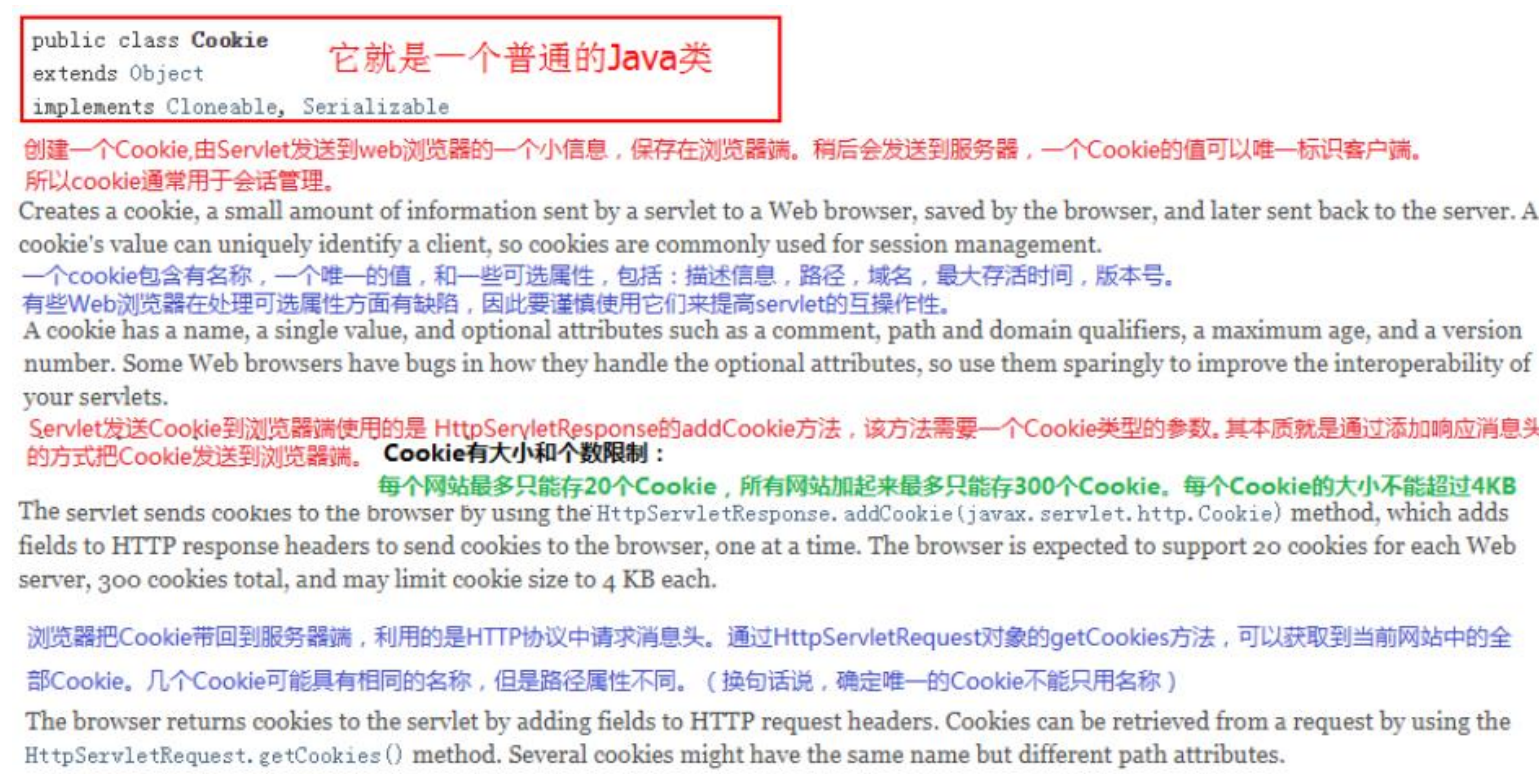 public class Cookie
它就是一个普通的Java类
extends Object
implements Cloneable, Serializable
创建一个Cookie,由Servlet发送到web浏览器的一个小信息，保存在浏览器端。稍后会发送到服务器，一个Cookie的值可以唯一标识客户端。
所以cookie通常用于会话管理。
Creates a cookie, a small amount of information sent by a servlet to a Web browser, saved by the browser, and later sent back to the server. A
cookie's value can uniquely identify a client, so cookies are commonly used for session management.
一个cookie包含有名称，一个唯一的值，和一些可选属性，包括：描述信息，路径，域名，最大存活时间，版本号。
有些Web浏览器在处理可选属性方面有缺陷，因此要谨慎使用它们来提高servlet的互操作性。
A cookie has a name, a single value, and optional attributes such as a comment, path and domain qualifiers, a maximum age, and a version
number. Some Web browsers have bugs in how they handle the optional attributes, so use them sparingly to improve the interoperability of
your servlets.
Servlet发送Cookie到浏览器端使用的是 HttpServletResponse的addCookie方法，该方法需要一个Cookie类型的参数。其本质就是通过添加响应消息头
的方式把Cookie发送到浏览器端。 Cookie有大小和个数限制：
每个网站最多只能存20个Cookie，所有网站加起来最多只能存300个Cookie。每个Cookie的大小不能超过4KB
The servlet sends cookies to the browser by using the HttpServletResponse.addCookie(javax.servlet.http.Cookie) method, which adds
fields to HTTP response headers to send cookies to the browser, one at a time. The browser is expected to support 20 cookies for each Web
server, 300 cookies total, and may limit cookie size to 4 KB each.
浏览器把Cookie带回到服务器端，利用的是HTTP协议中请求消息头。通过HttpServletRequest对象的getCookies方法，可以获取到当前网站中的全
部Cookie。几个Cookie可能具有相同的名称，但是路径属性不同。（换句话说，确定唯一的Cookie不能只用名称）
The browser returns cookies to the servlet by adding fields to HTTP request headers. Cookies can be retrieved from a request by using the
HttpServletRequest.getCookies() method. Several cookies might have the same name but different path attributes.